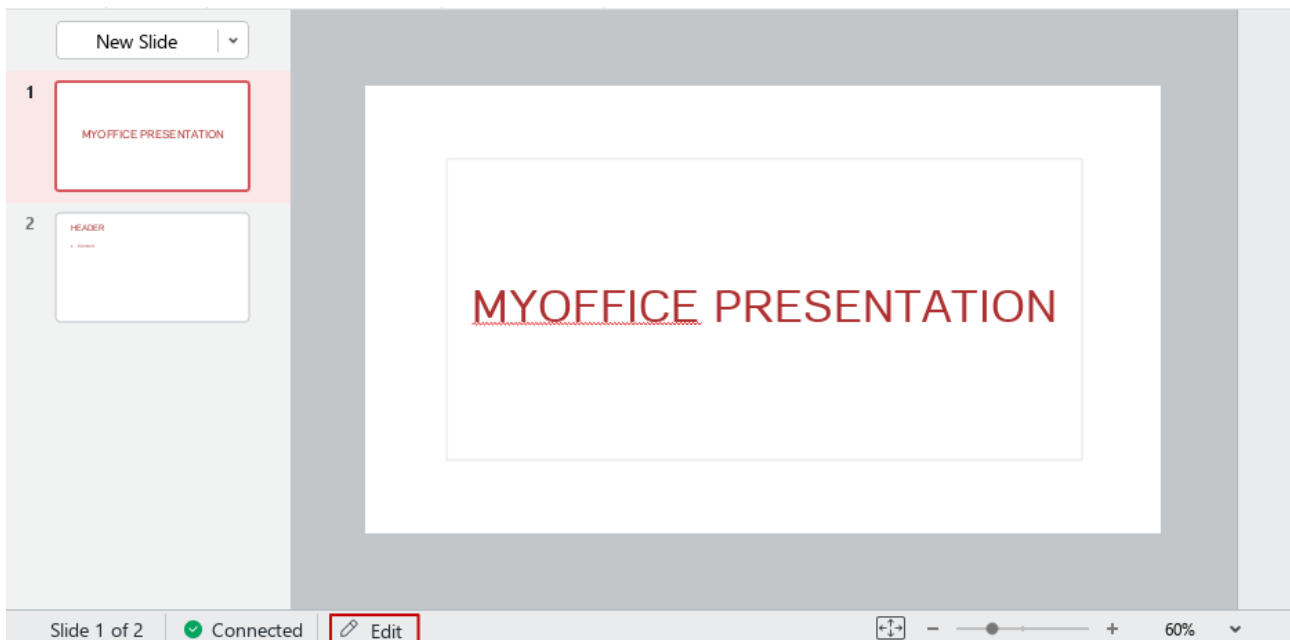 New Slide
1
MYOFFICE PRESENTATION
2
HEADER
MYOFFICE PRESENTATION
Slide 1 of 2
Connected
Edit
60%